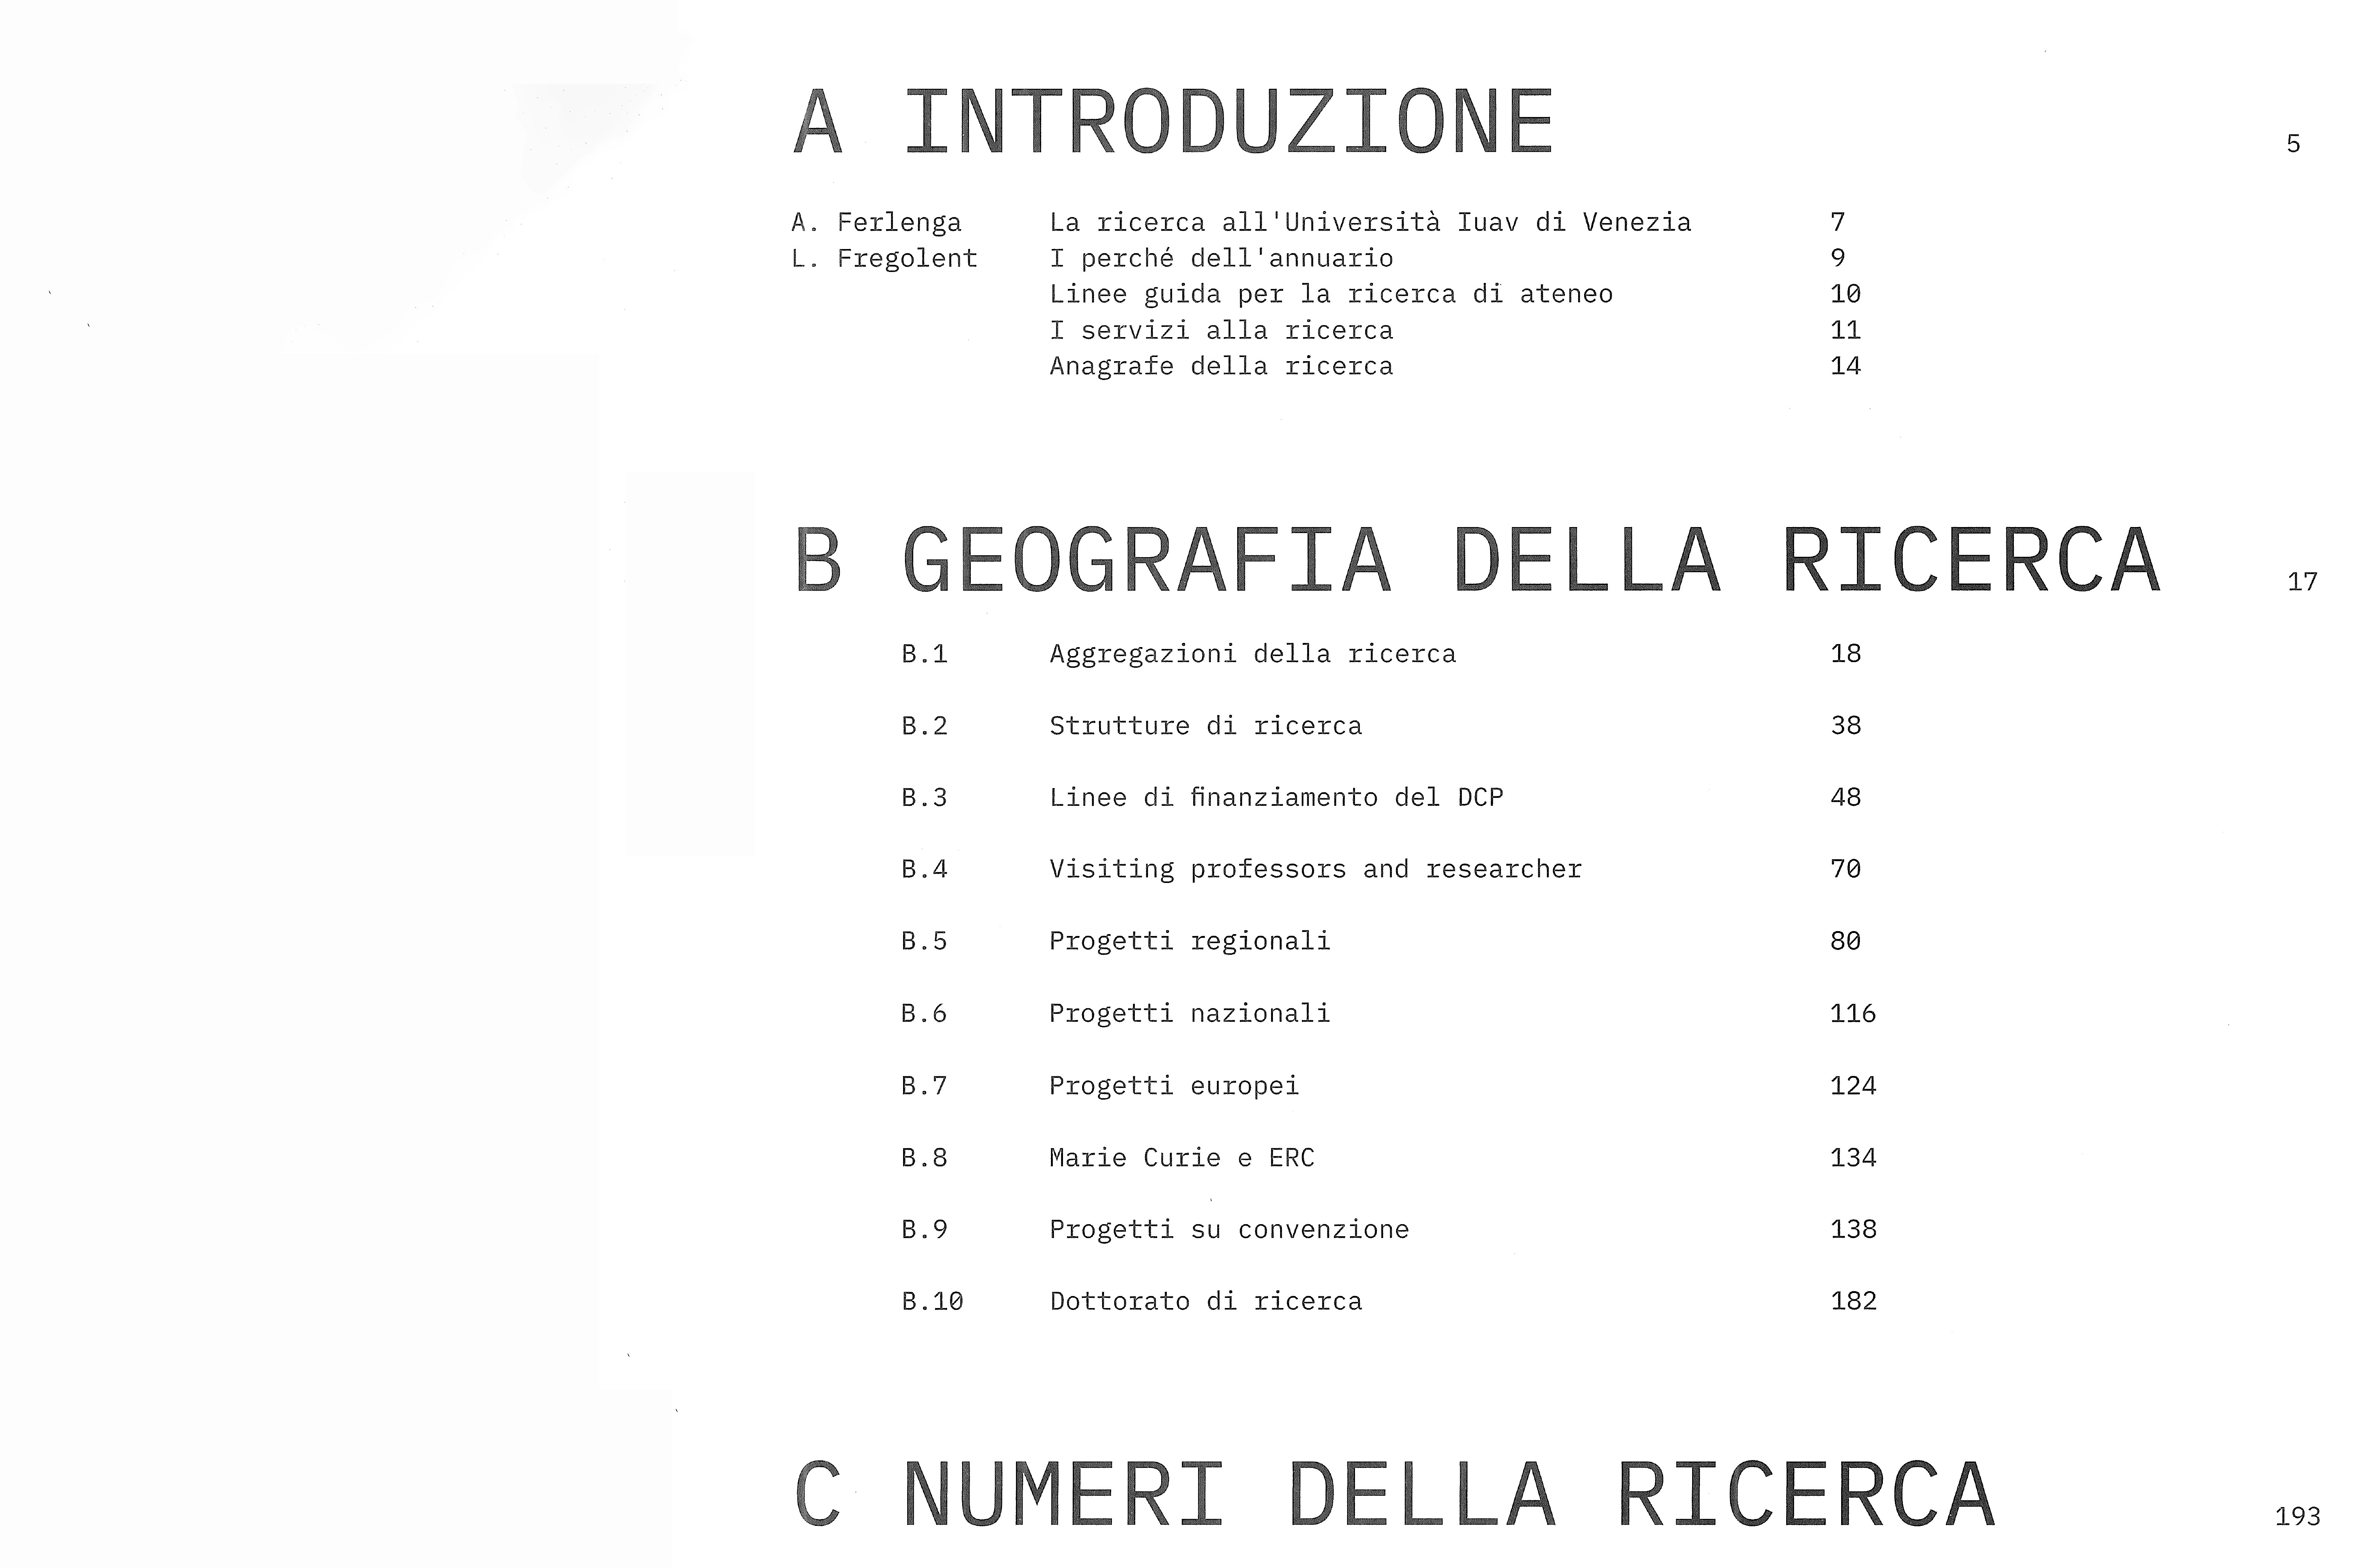 A INTRODUZIONE 5
A. Ferlenga La ricerca all'Università Iuav di Venezia 7
L. Fregolent I perché dell'annuario 9
Linee guida per la ricerca di ateneo 10
I servizi alla ricerca 11
Anagrafe della ricerca 14
B GEOGRAFIA DELLA RICERCA 17
B.1 Aggregazioni della ricerca 18
B.2 Strutture di ricerca 38
B.3 Linee di finanziamento del DCP 48
B.4 Visiting professors and researcher 70
B.5 Progetti regionali 80
B.6 Progetti nazionali 116
B.7 Progetti europei 124
B.8 Marie Curie e ERC 134
B.9 Progetti su convenzione 138
B.10 Dottorato di ricerca 182
C NUMERI DELLA RICERCA 193